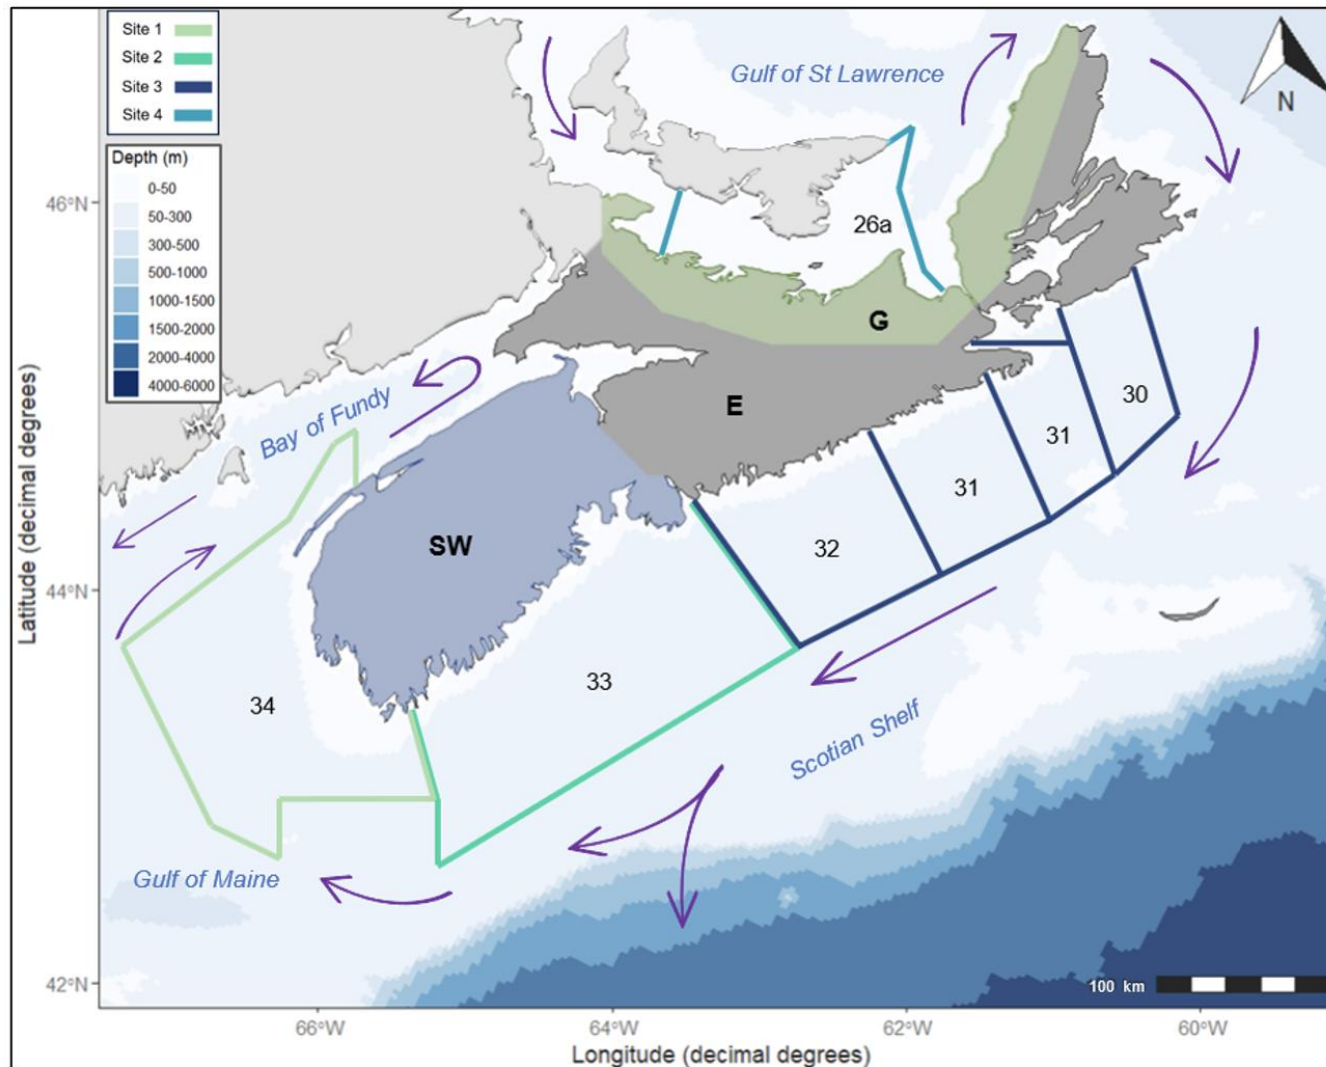 Site 1
Site 2
Site 3
Site 4
Depth (m)
0-50
50-300
300-500
500-1000
1000-1500
1500-2000
2000-4000
4000-6000
Gulf of St Lawrence
N
46°N
26a
G
E
30
31
31
Bay of Fundy
32
SW
44°N
33
34
Scotian Shelf
Gulf of Maine
42°N
100 km
66°W
64°W
62°W
60°W
Latitude (decimal degrees)
Longitude (decimal degrees)